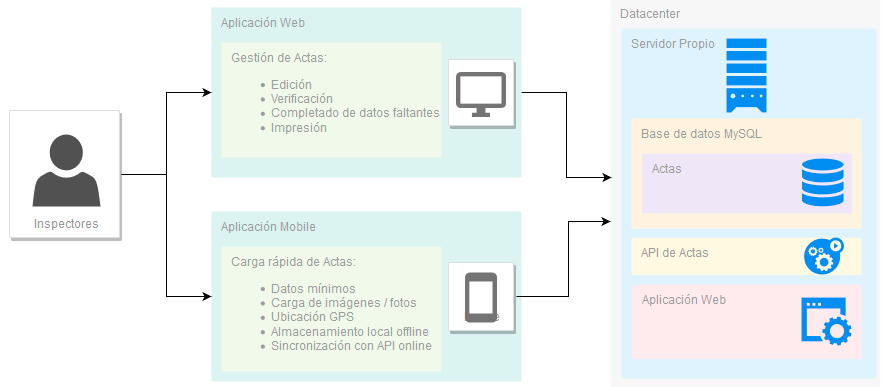 Inspectores
Aplicación Web
Gestión de Actas:
Edición
Verificación
Completado de datos faltantes
Impresión
Aplicación Mobile
Carga rápida de Actas:
Datos mínimos
Carga de imágenes / fotos
Ubicación GPS
Almacenamiento local offline
Sincronización con API online
Datacenter
Servidor Propio
Base de datos MySQL
Actas
API de Actas
Aplicación Web